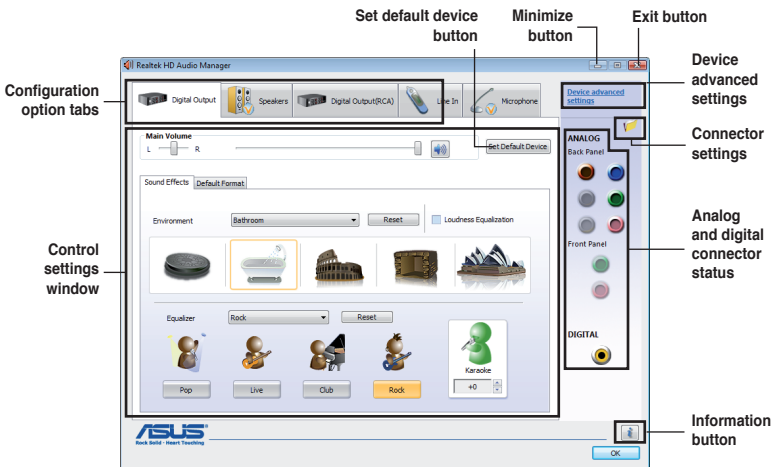 Set default device
button
Minimize
button
Exit button
Realtek HD Audio Manager
Device
advanced
settings
Configuration
option tabs
Digital Output
Speakers
Digital Output(RCA)
Line In
Microphone
Device advanced
settings
Connector
settings
Main Volume
L
R
Set Default Device
ANALOG
Back Panel
Sound Effects
Default Format
Environment
Bathroom
Reset
Loudness Equalization
Analog
and digital
connector
status
Front Panel
Control
settings
window
Equalizer
Rock
Reset
Karaoke
DIGITAL
Pop
Live
Club
Rock
+0
ASUS
Rock Solid · Heart Touching
Information
button
i
OK